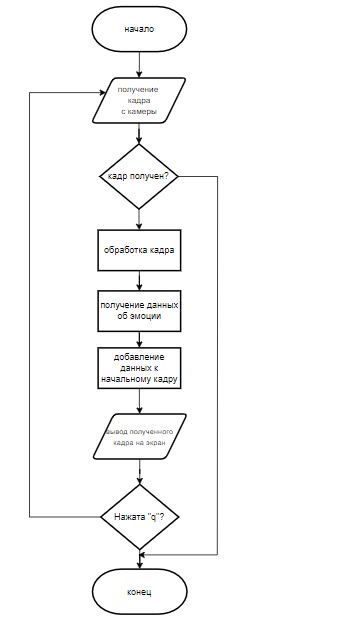 начало
получение
кадра
с камеры
кадр получен?
обработка кадра
получение данных
об эмоции
добавление
данных к
начальному кадру
вывод полученного
кадра на экран
Нажата "q"?
конец